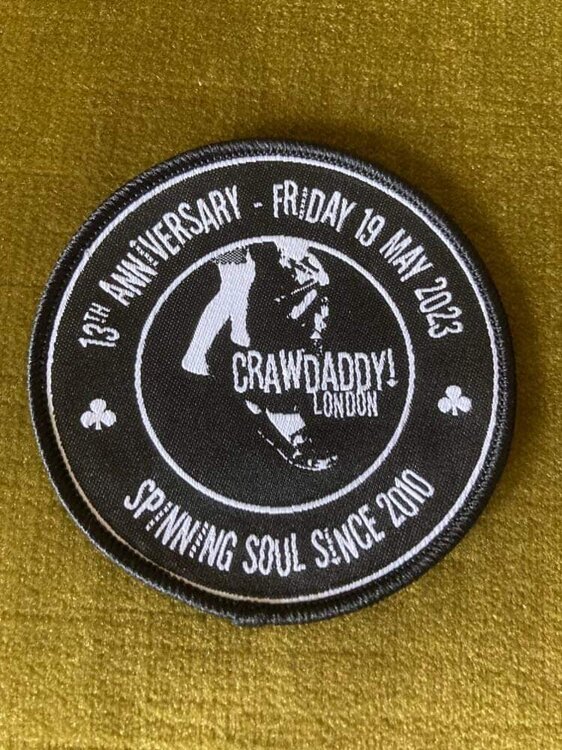 13TH ANNIVERSARY - FRIDAY 19 MAY 2023
CRAWDADDY!
LONDON
SPINNING SOUL SINCE 2010